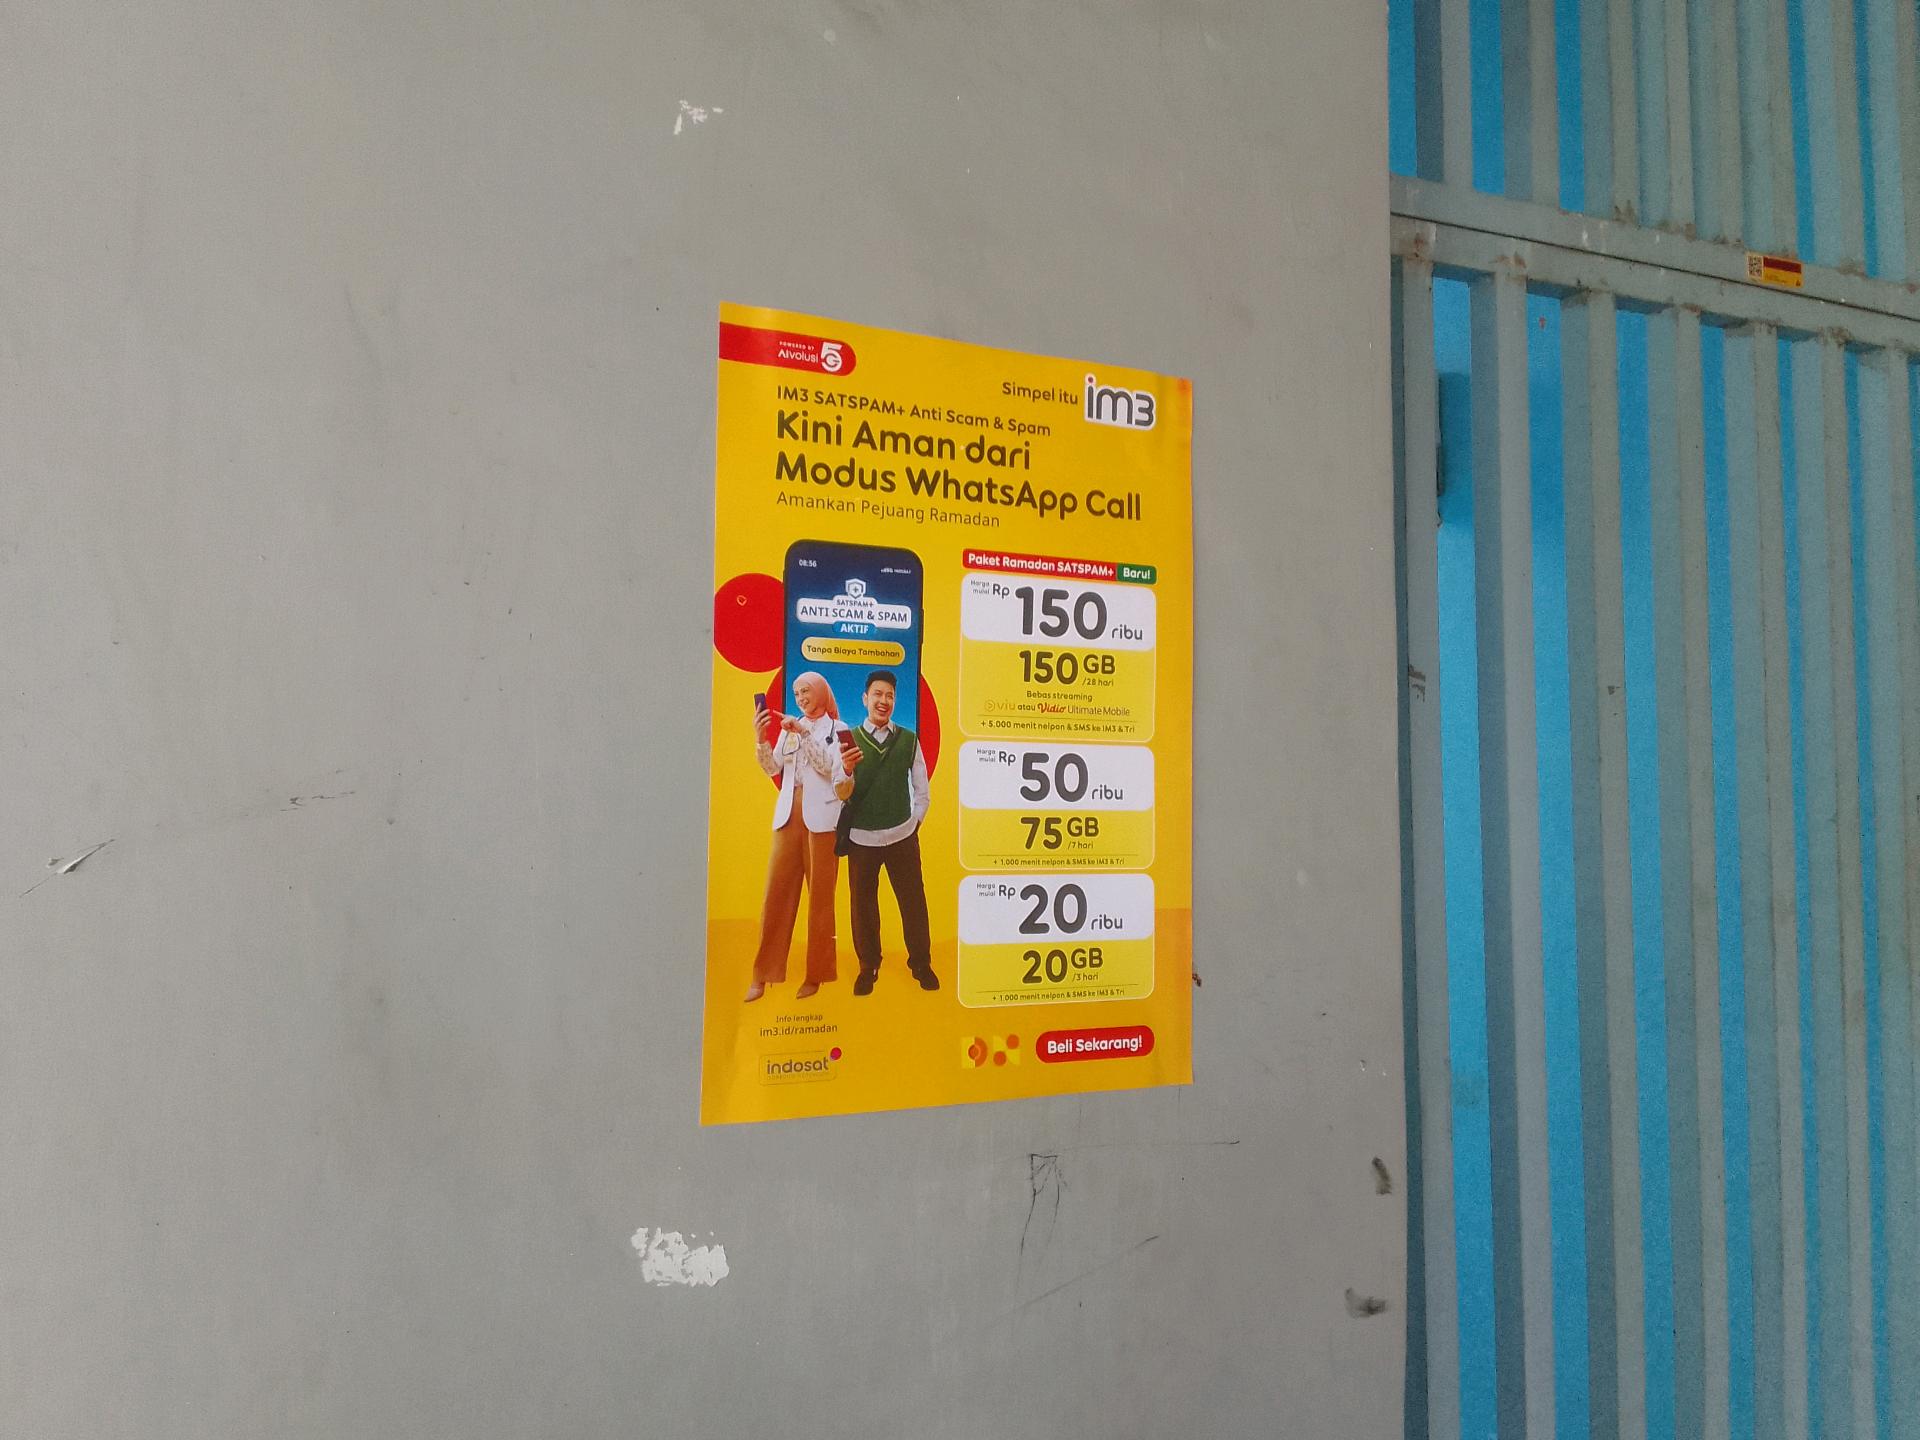 POWERED BY
AIvolusi5G
Simpel itu im3
IM3 SATSPAM+ Anti Scam & Spam
Kini Aman dari
Modus WhatsApp Call
Amankan Pejuang Ramadan
08:56
SATSPAM+
ANTI SCAM & SPAM
AKTIF
Tanpa Biaya Tambahan
Paket Ramadan SATSPAM+ Baru!
Harga mulai Rp 150 ribu
150 GB /28 hari
Bebas streaming
viu atau Vidio Ultimate Mobile
+ 5.000 menit nelpon & SMS ke IM3 & Tri
Harga mulai Rp 50 ribu
75 GB /7 hari
+ 1.000 menit nelpon & SMS ke IM3 & Tri
Harga mulai Rp 20 ribu
20 GB /3 hari
+ 1.000 menit nelpon & SMS ke IM3 & Tri
Info lengkap
im3.id/ramadan
indosat
Beli Sekarang!